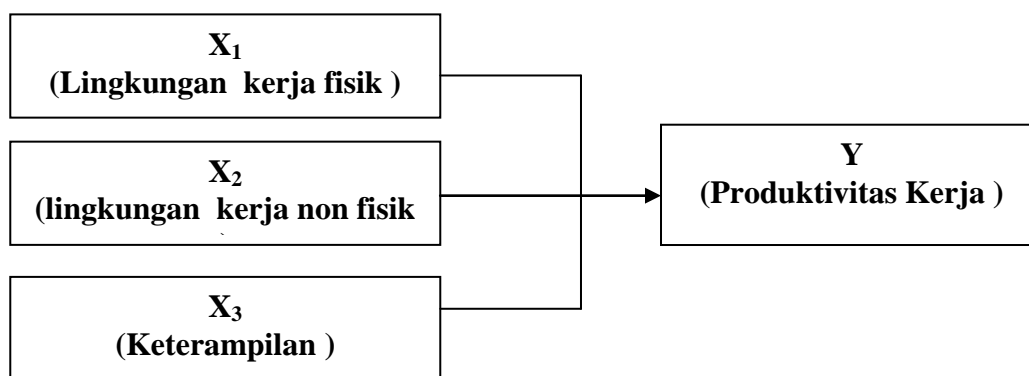 X₁
(Lingkungan kerja fisik )
X₂
(lingkungan kerja non fisik
X₃
(Keterampilan )
Y
(Produktivitas Kerja )